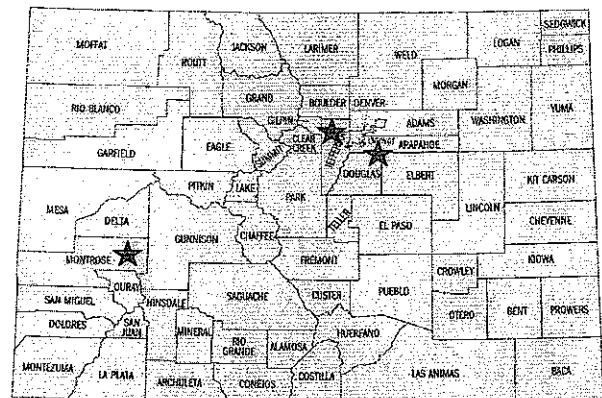 SEDGWICK
MOFFAT
ROUTT
JACKSON
LARIMER
WELD
LOGAN
PHILLIPS
MORGAN
GRAND
BOULDER
DENVER
RIO BLANCO
GILPIN
ADAMS
WASHINGTON
YUMA
CLEAR
CREEK
GARFIELD
EAGLE
SUMMIT
ARAPAHOE
DOUGLAS
ELBERT
KIT CARSON
PITKIN
LAKE
PARK
MESA
LINCOLN
DELTA
TELLER
EL PASO
CHEYENNE
GUNNISON
CHAFFEE
MONTROSE
FREMONT
KIOWA
CROWLEY
OURAY
SAN MIGUEL
HINSDALE
SAGUACHE
CUSTER
PUEBLO
OTERO
BENT
PROWERS
DOLORES
SAN
JUAN
MINERAL
HUERFANO
RIO
GRANDE
ALAMOSA
MONTEZUMA
LA PLATA
ARCHULETA
CONEJOS
COSTILLA
LAS ANIMAS
BACA